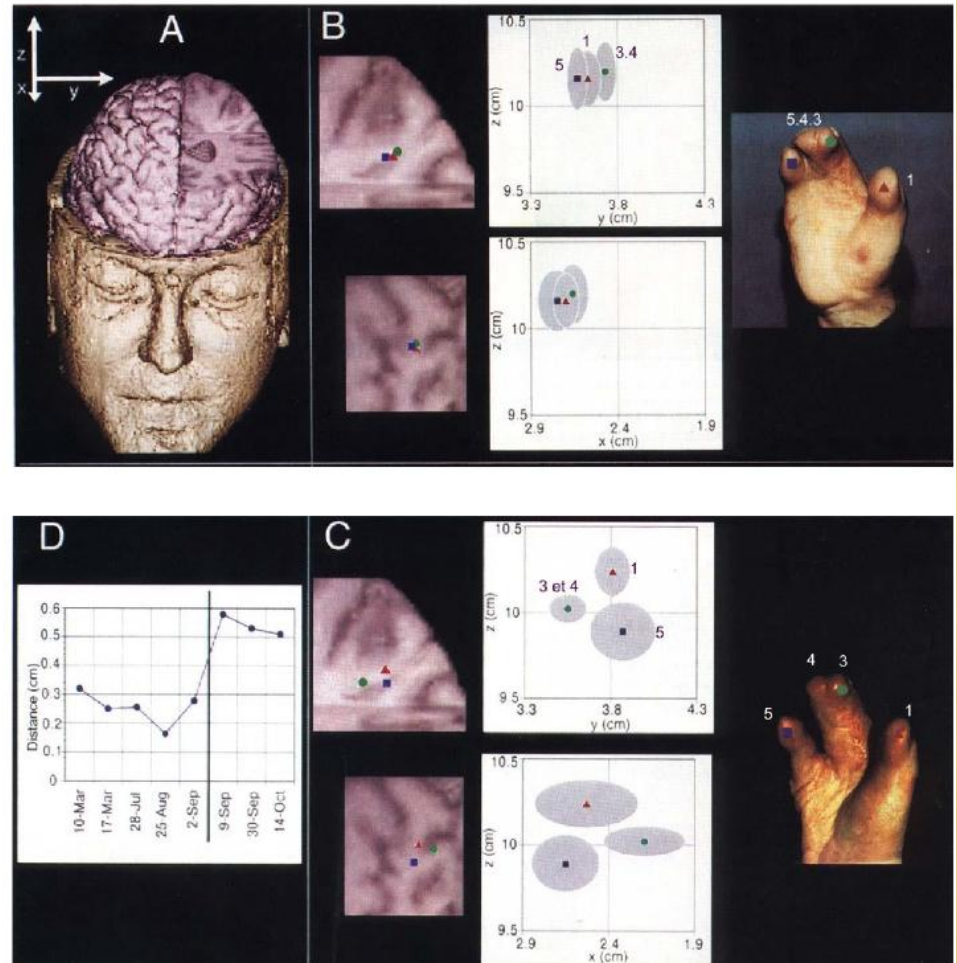 A
z
x
y
B
10.5
10
9.5
z (cm)
3.3
3.8
4.3
y (cm)
5
1
3.4
5.4.3
1
10.5
10
9.5
z (cm)
2.9
2.4
1.9
x (cm)
D
0.6
0.5
0.4
0.3
0.2
0.1
0
Distance (cm)
10-Mar
17-Mar
28-Jul
25-Aug
2-Sep
9-Sep
30-Sep
14-Oct
C
10.5
10
9.5
z (cm)
3.3
3.8
4.3
y (cm)
3 et 4
1
5
4
3
5
1
10.5
10
9.5
z (cm)
2.9
2.4
1.9
x (cm)